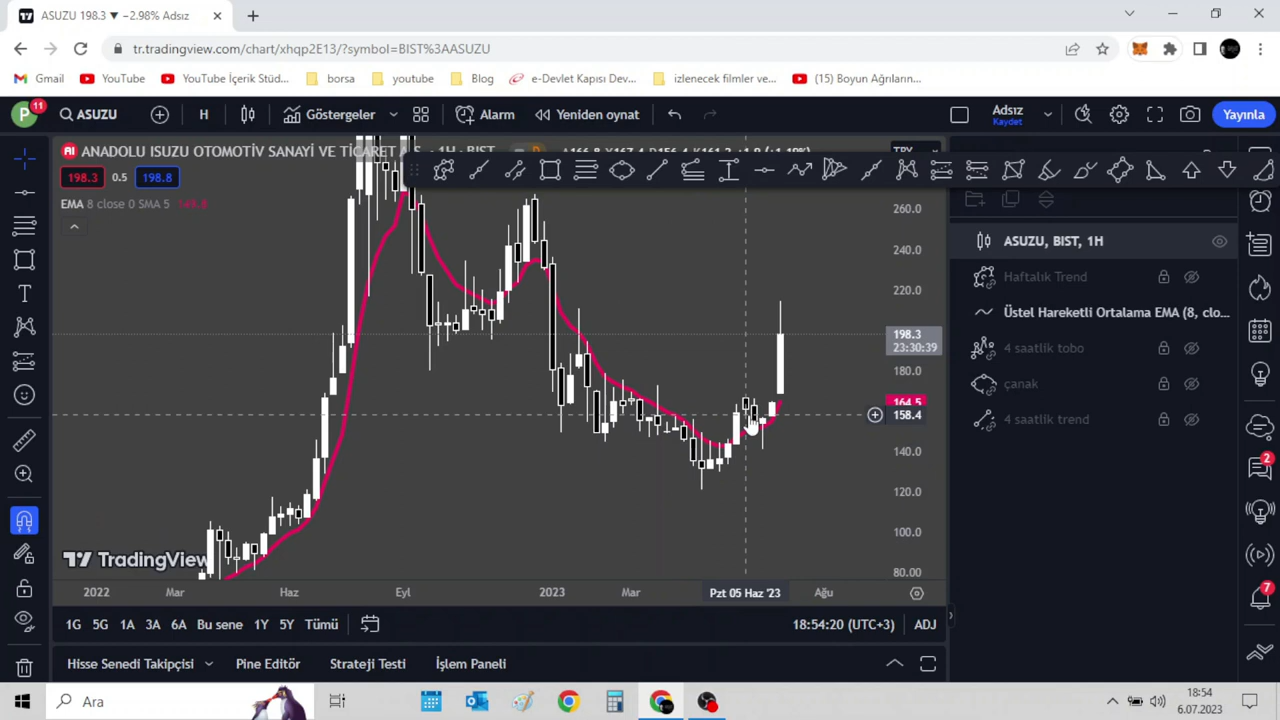 ASUZU 198.3 ▼ −2.98% Adsız
tr.tradingview.com/chart/xhqp2E13/?symbol=BIST%3AASUZU
Gmail YouTube YouTube İçerik Stüd... borsa youtube Blog e-Devlet Kapısı Dev... izlenecek filmler ve... (15) Boyun Ağrıların...
P 11 ASUZU H Göstergeler Alarm Yeniden oynat Adsız Kaydet Yayınla
ANADOLU ISUZU OTOMOTİV SANAYİ VE TİCARET A.Ş. · 1H · BIST
198.3 0.5 198.8
EMA 8 close 0 SMA 5
260.0
240.0
220.0
198.3
23:30:39
180.0
164.5
158.4
140.0
120.0
100.0
80.00
ASUZU, BIST, 1H
Haftalık Trend
Üstel Hareketli Ortalama EMA (8, clo...
4 saatlik tobo
çanak
4 saatlik trend
2
7
TradingView
2022 Mar Haz Eyl 2023 Mar Pzt 05 Haz '23 Ağu
1G 5G 1A 3A 6A Bu sene 1Y 5Y Tümü 18:54:20 (UTC+3) ADJ
Hisse Senedi Takipçisi Pine Editör Strateji Testi İşlem Paneli
Ara
18:54
6.07.2023